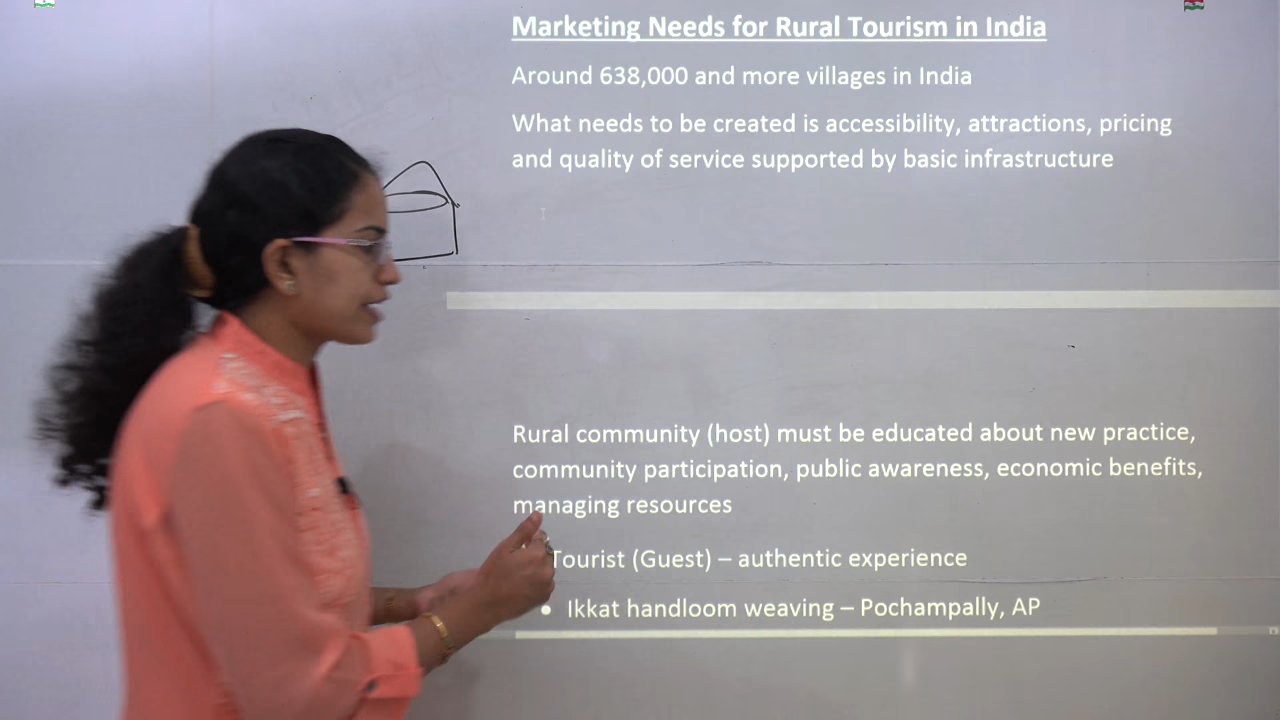 Marketing Needs for Rural Tourism in India
Around 638,000 and more villages in India
What needs to be created is accessibility, attractions, pricing
and quality of service supported by basic infrastructure
Rural community (host) must be educated about new practice,
community participation, public awareness, economic benefits,
managing resources
Tourist (Guest) – authentic experience
• Ikkat handloom weaving – Pochampally, AP